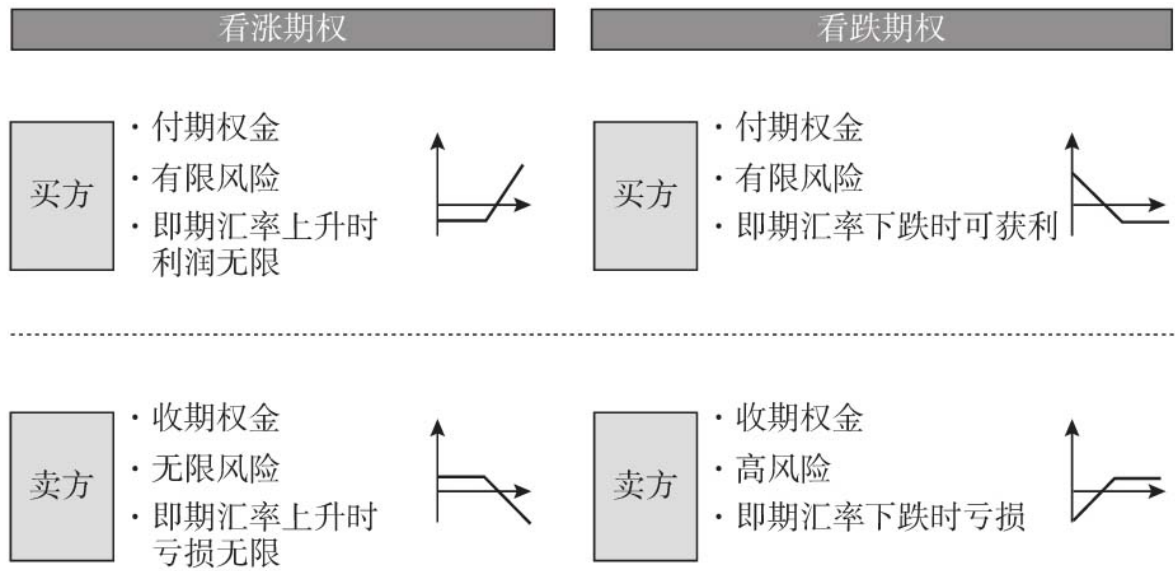 看涨期权
看跌期权
买方
· 付期权金
· 有限风险
· 即期汇率上升时
利润无限
买方
· 付期权金
· 有限风险
· 即期汇率下跌时可获利
卖方
· 收期权金
· 无限风险
· 即期汇率上升时
亏损无限
卖方
· 收期权金
· 高风险
· 即期汇率下跌时亏损